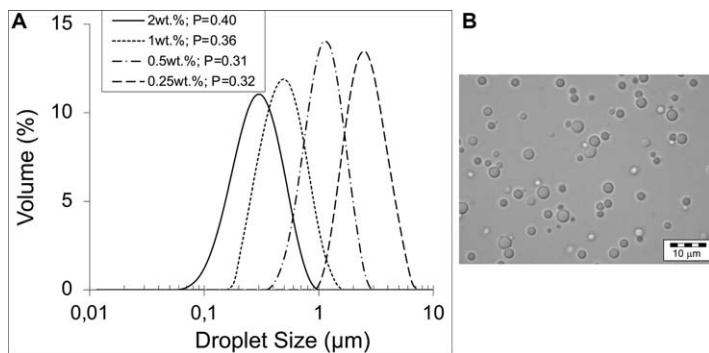 A
2wt.%; P=0.40
1wt.%; P=0.36
0.5wt.%; P=0.31
0.25wt.%; P=0.32
15
10
5
0
Volume (%)
0,01
0,1
1
10
Droplet Size (µm)
B
10 µm